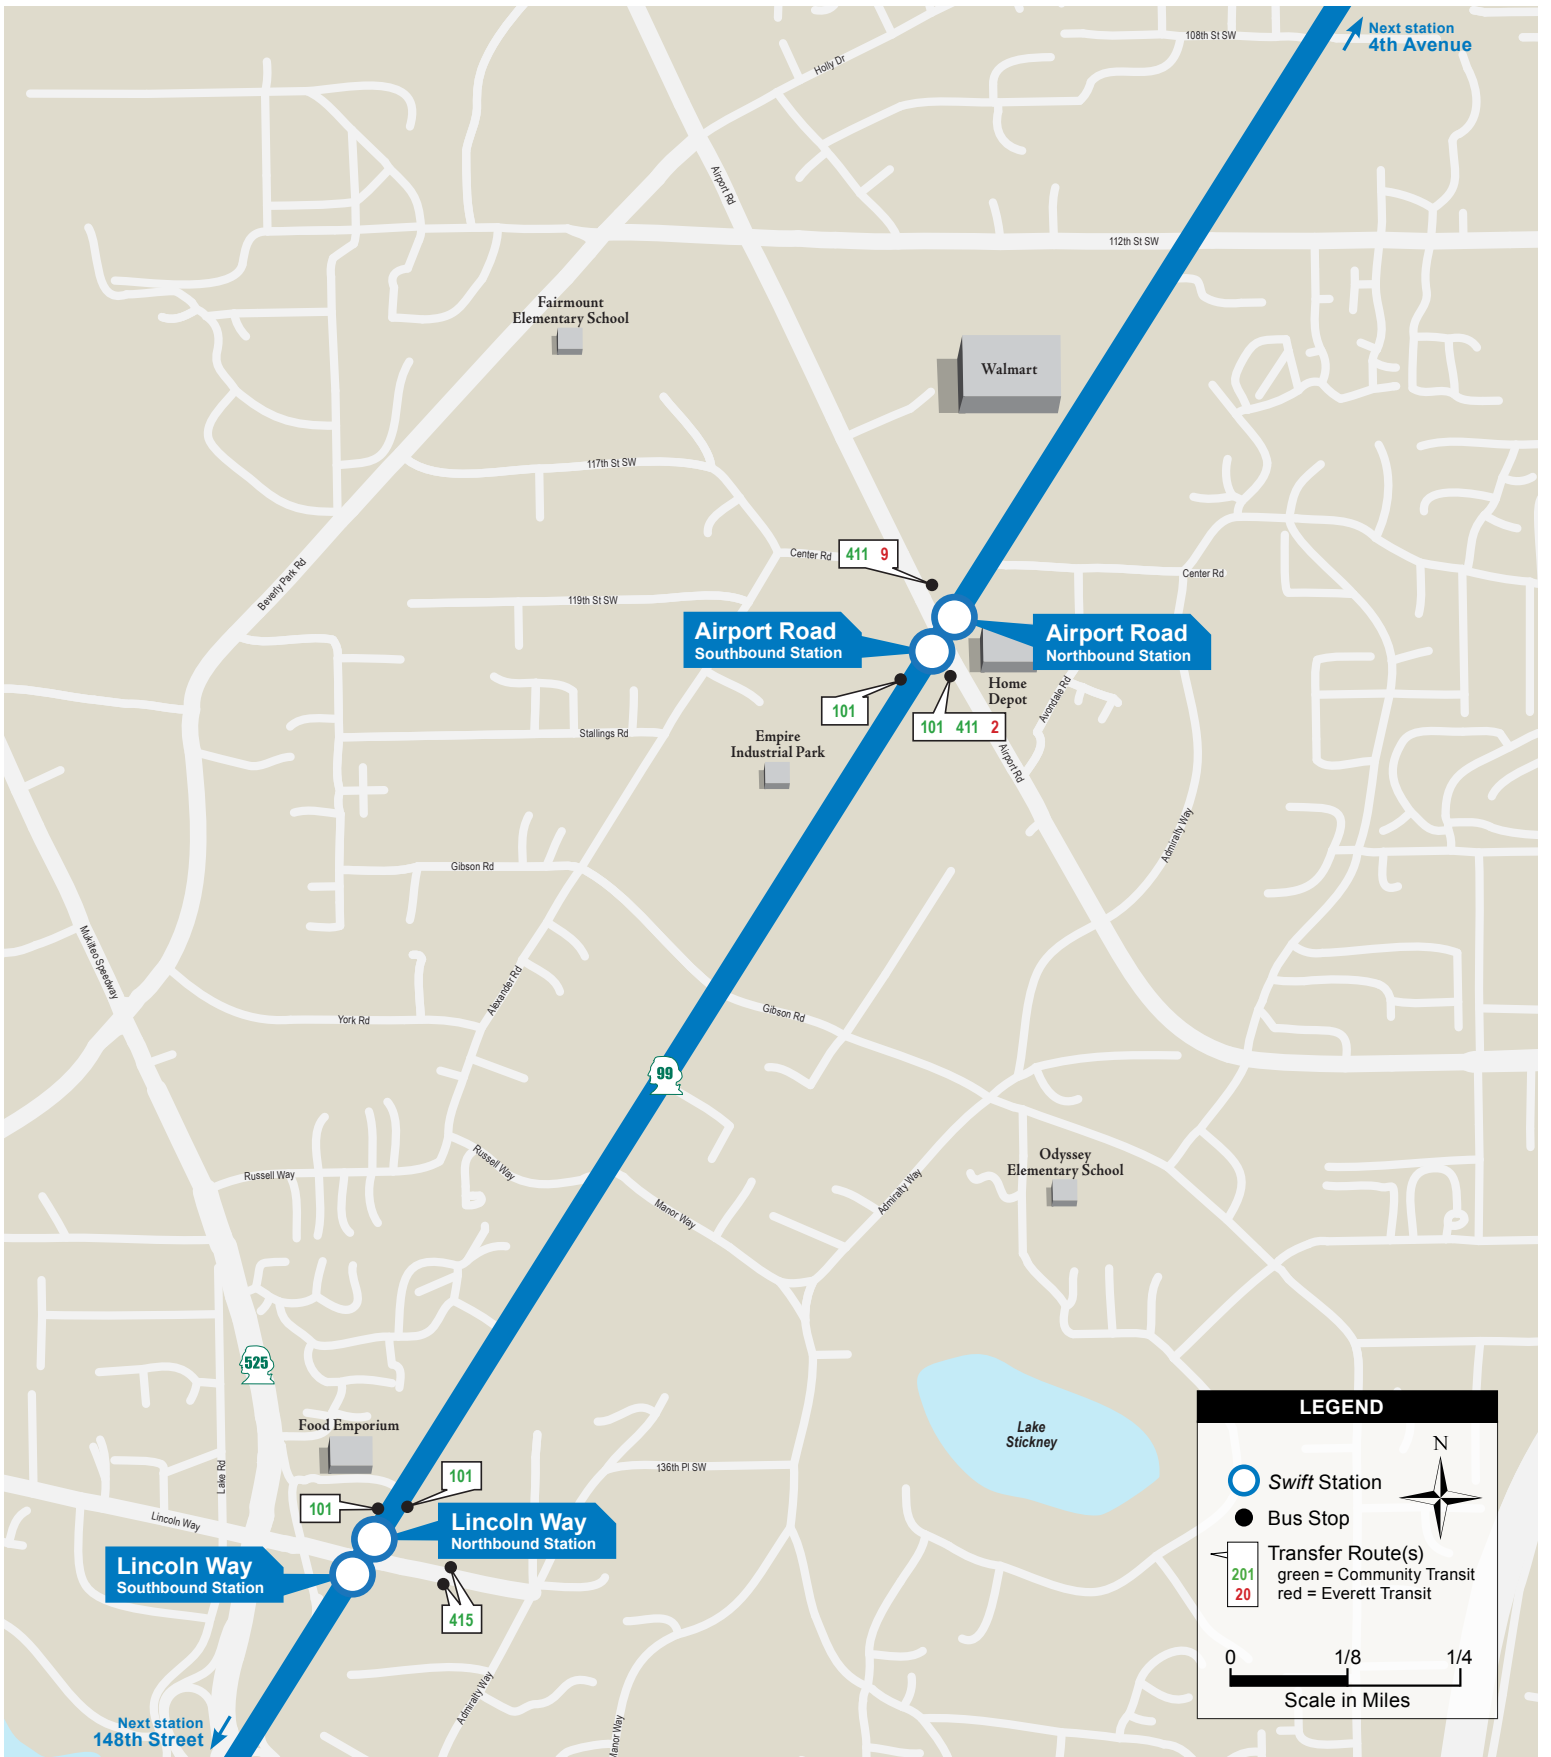 Next station
4th Avenue
108th St SW
Holly Dr
Airport Rd
112th St SW
Fairmount
Elementary School
Walmart
117th St SW
411 9
Center Rd
Center Rd
Beverly Park Rd
119th St SW
Airport Road
Southbound Station
Airport Road
Northbound Station
Home
Depot
Avondale Rd
101
101 411 2
Stallings Rd
Empire
Industrial Park
Airport Rd
Admiralty Way
Gibson Rd
Mukilteo Speedway
Alexander Rd
York Rd
Gibson Rd
99
Russell Way
Russell Way
Odyssey
Elementary School
Admiralty Way
Manor Way
525
Food Emporium
Lake
Stickney
136th Pl SW
Lake Rd
101
101
Lincoln Way
Lincoln Way
Northbound Station
Lincoln Way
Southbound Station
415
Admiralty Way
Manor Way
Next station
148th Street
LEGEND
N
Swift Station
Bus Stop
Transfer Route(s)
201 green = Community Transit
20 red = Everett Transit
0 1/8 1/4
Scale in Miles